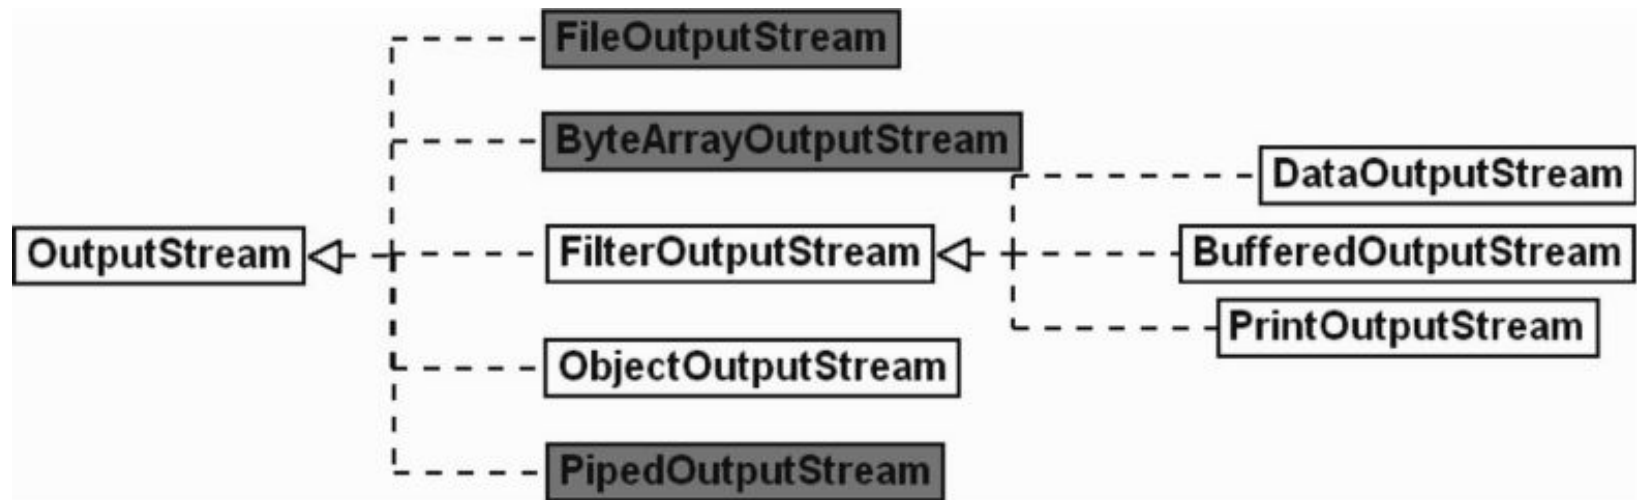 FileOutputStream
ByteArrayOutputStream
DataOutputStream
OutputStream
FilterOutputStream
BufferedOutputStream
PrintOutputStream
ObjectOutputStream
PipedOutputStream